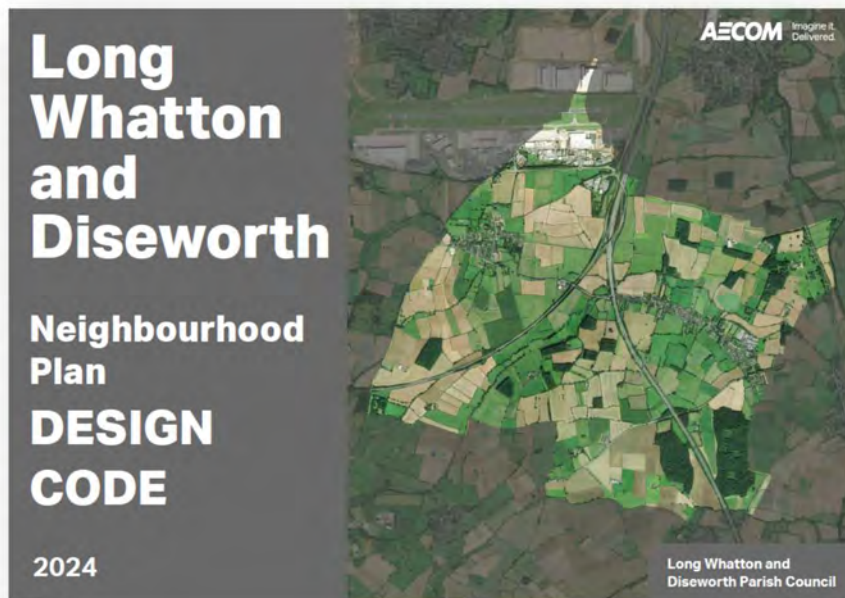 Long
Whatton
and
Diseworth
Neighbourhood
Plan
DESIGN
CODE
2024
AECOM
Imagine it.
Delivered.
Long Whatton and
Diseworth Parish Council